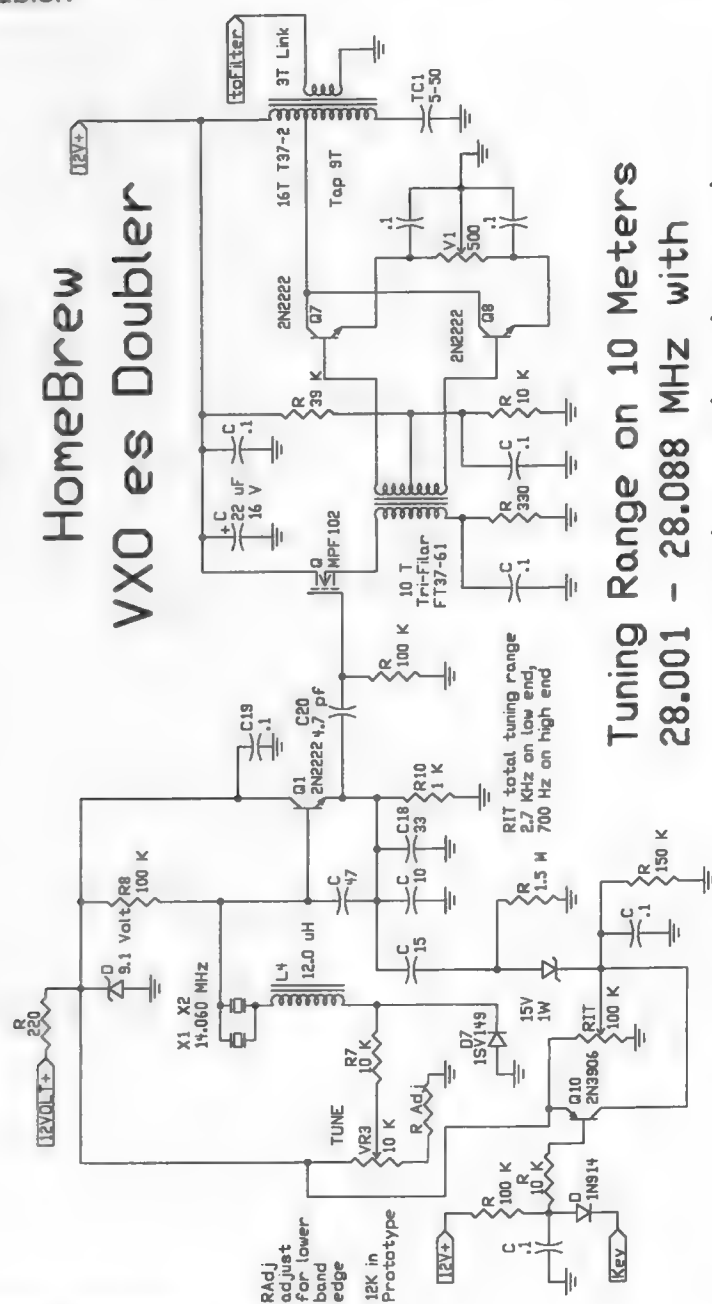 HomeBrew
VXO es Doubler
12VOLT+
R
220
D
9.1 Volt
R8
100 K
X1 X2
14.060 MHz
L4
12.0 uH
C
47
C19
.1
Q1
2N2222
C20
4.7 pf
R
100 K
C
10
C18
33
R10
1 K
C
15
R
1.5 M
RIT total tuning range
2.7 KHz on low end,
700 Hz on high end
TUNE
VR3
10 K
R7
10 K
R Adj
D7
1SV149
RAdj
adjust
for lower
band
edge
12K in
Prototype
12V+
R
100 K
R
10 K
C
.1
D
1N914
Key
Q10
2N3906
RIT
100 K
15V
1W
C
.1
R
150 K
12V+
C
22 uF
16 V
C
.1
Q
MPF102
10 T
Tri-Filar
FT37-61
C
.1
R
330
C
.1
R
10 K
R
39 K
2N2222
Q7
2N2222
Q8
V1
500
.1
.1
16T T37-2
Tap 9T
3T Link
toFilter
TC1
5-50
Tuning Range on 10 Meters
28.001 - 28.088 MHz with